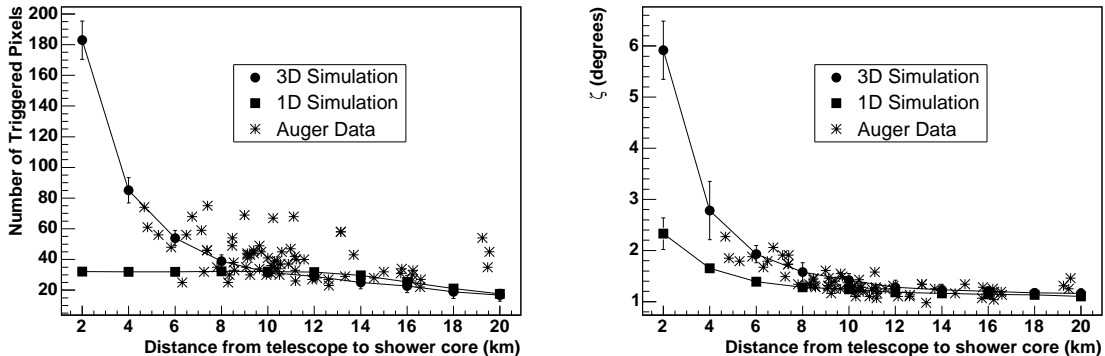 Number of Triggered Pixels
200
180
160
140
120
100
80
60
40
20
3D Simulation
1D Simulation
Auger Data
2 4 6 8 10 12 14 16 18 20
Distance from telescope to shower core (km)
ζ (degrees)
6
5
4
3
2
1
3D Simulation
1D Simulation
Auger Data
2 4 6 8 10 12 14 16 18 20
Distance from telescope to shower core (km)